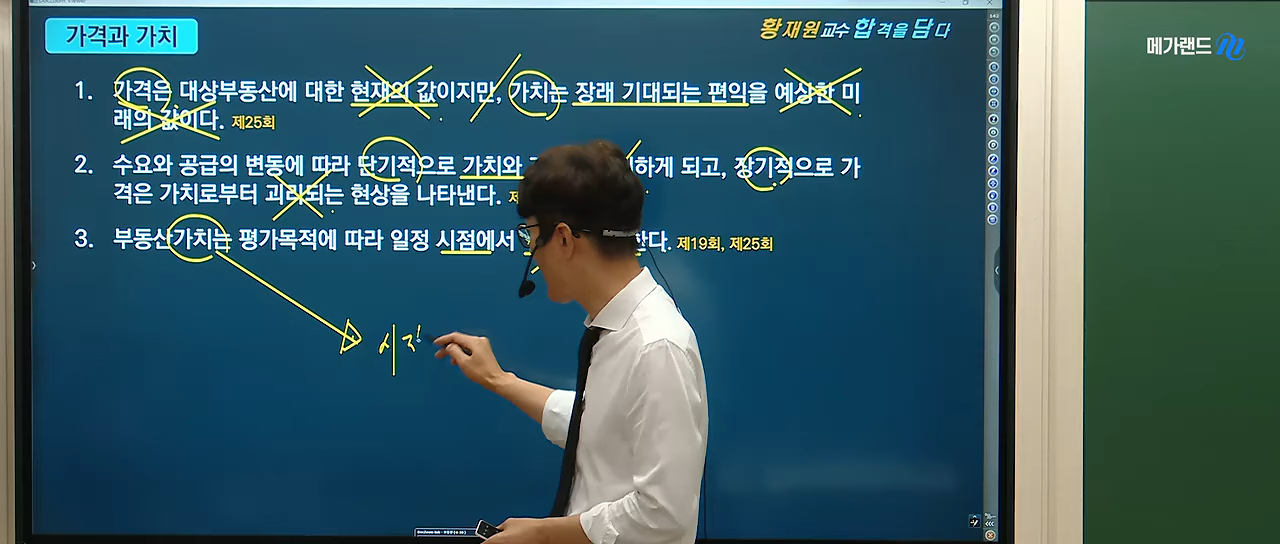 가격과 가치
황재원교수 합격을 담다
메가랜드
1. 가격은 대상부동산에 대한 현재의 값이지만, 가치는 장래 기대되는 편익을 예상한 미
래의 값이다. 제25회
2. 수요와 공급의 변동에 따라 단기적으로 가치와 하게 되고, 장기적으로 가
격은 가치로부터 괴리되는 현상을 나타낸다.
3. 부동산가치는 평가목적에 따라 일정 시점에서 한다. 제19회, 제25회
시장